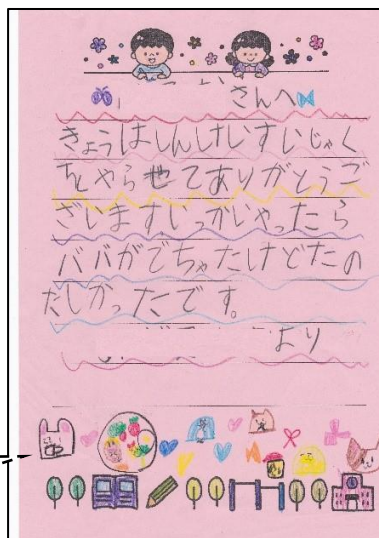 さんへ
きょうはしんけいすいじゃく
をやらせてありがとうご
ざいます。いっかいやったら
ババがでちゃたけどたの
たしかったです。
より